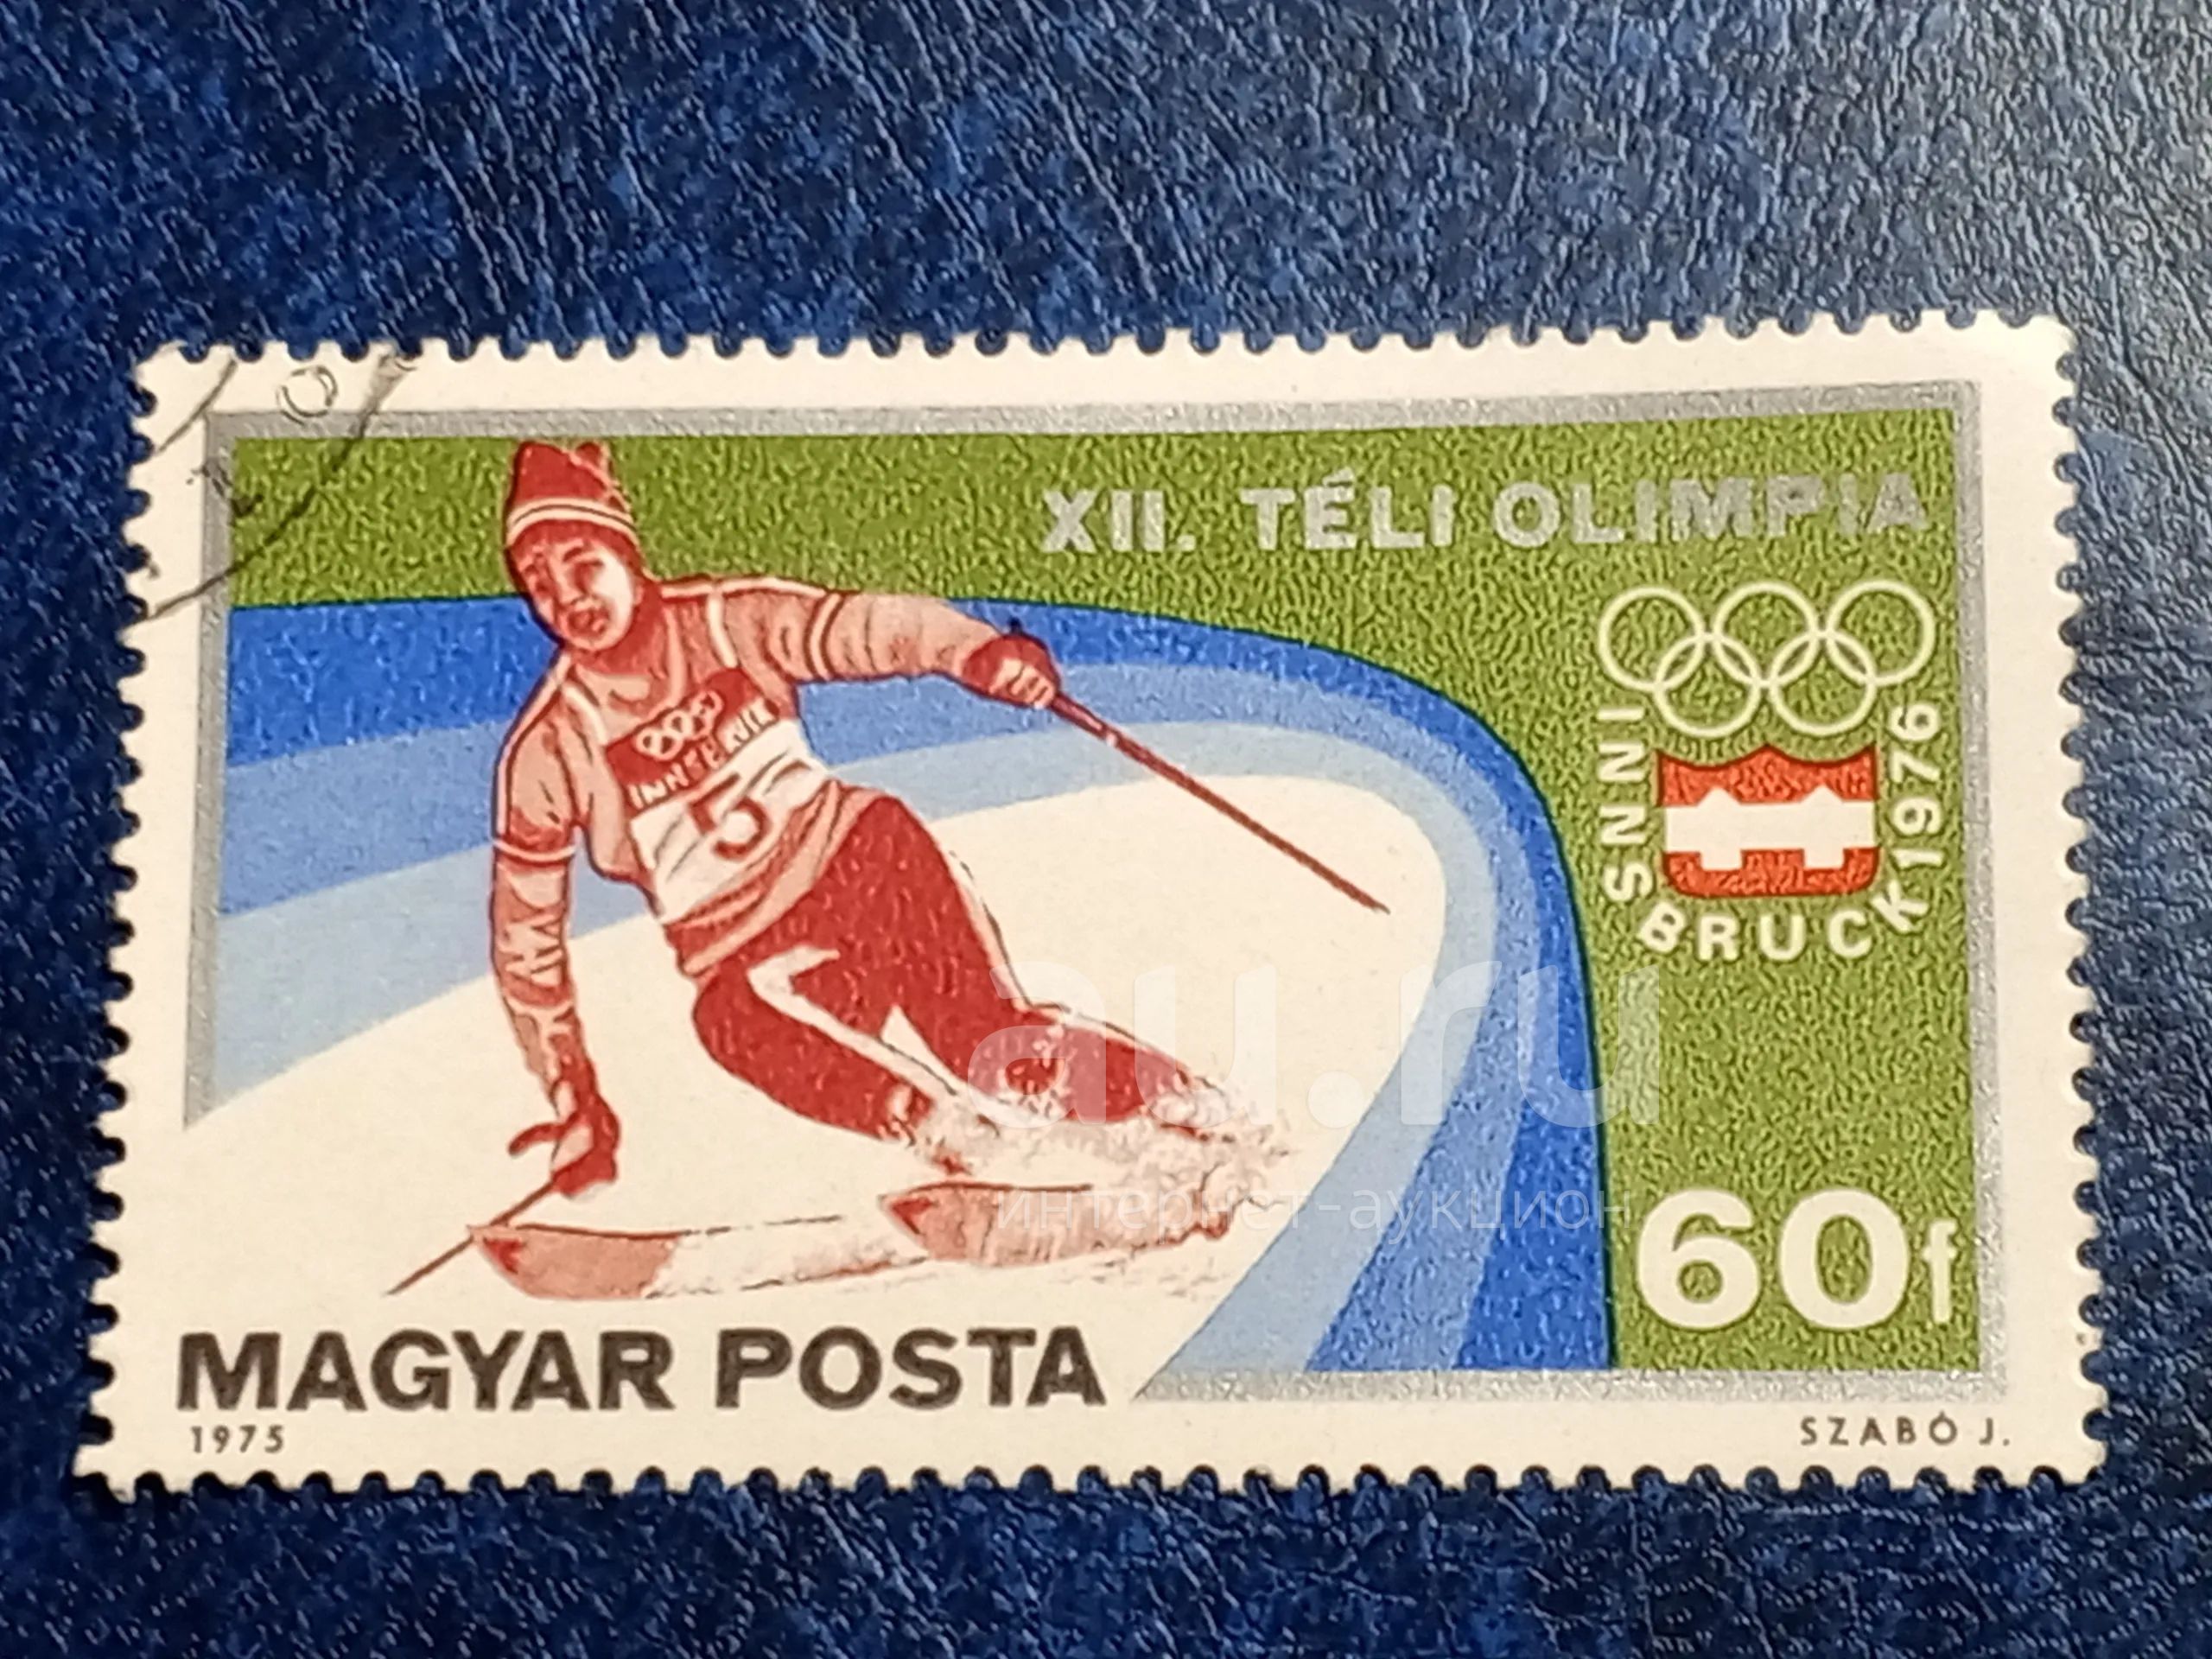 XII. TÉLI OLIMPIA
INNSBRUCK 1976
5
au.ru
интернет-аукцион
60f
MAGYAR POSTA
1975
SZABÓ J.